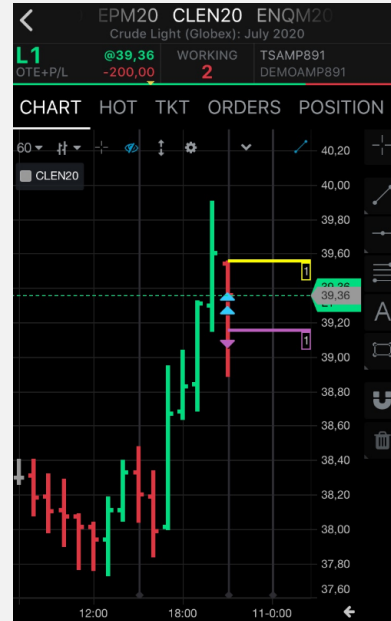 EPM20 CLEN20 ENQM20
Crude Light (Globex): July 2020
L1 @39,36 WORKING TSAMP891
OTE+P/L -200,00 2 DEMOAMP891
CHART HOT TKT ORDERS POSITION
60
40,20
CLEN20
40,00
39,80
39,60
1
39,36
39,36
39,20
1
39,00
38,80
38,60
38,40
38,20
38,00
37,80
37,60
12:00 18:00 11-0:00
A